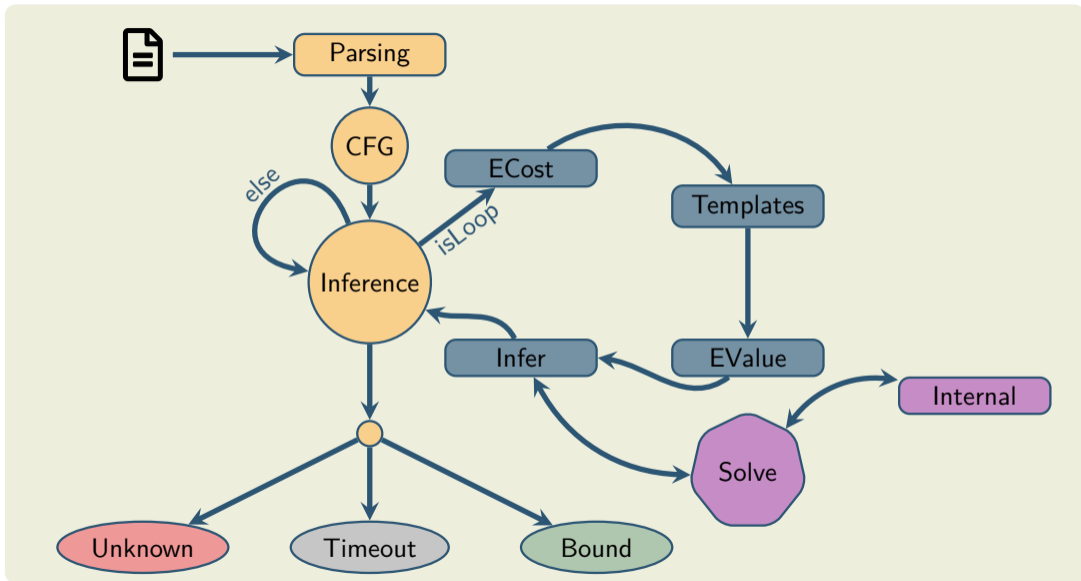 Parsing
CFG
ECost
else
Templates
isLoop
Inference
Infer
EValue
Internal
Solve
Unknown
Timeout
Bound